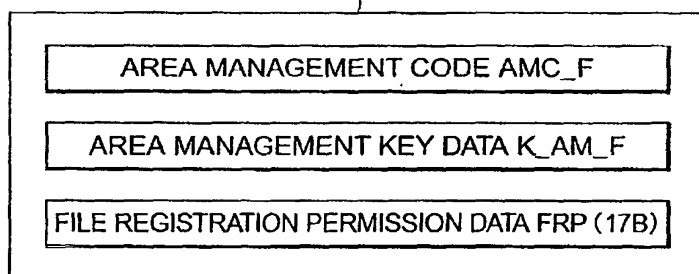 AREA MANAGEMENT CODE AMC_F
AREA MANAGEMENT KEY DATA K_AM_F
FILE REGISTRATION PERMISSION DATA FRP (17B)